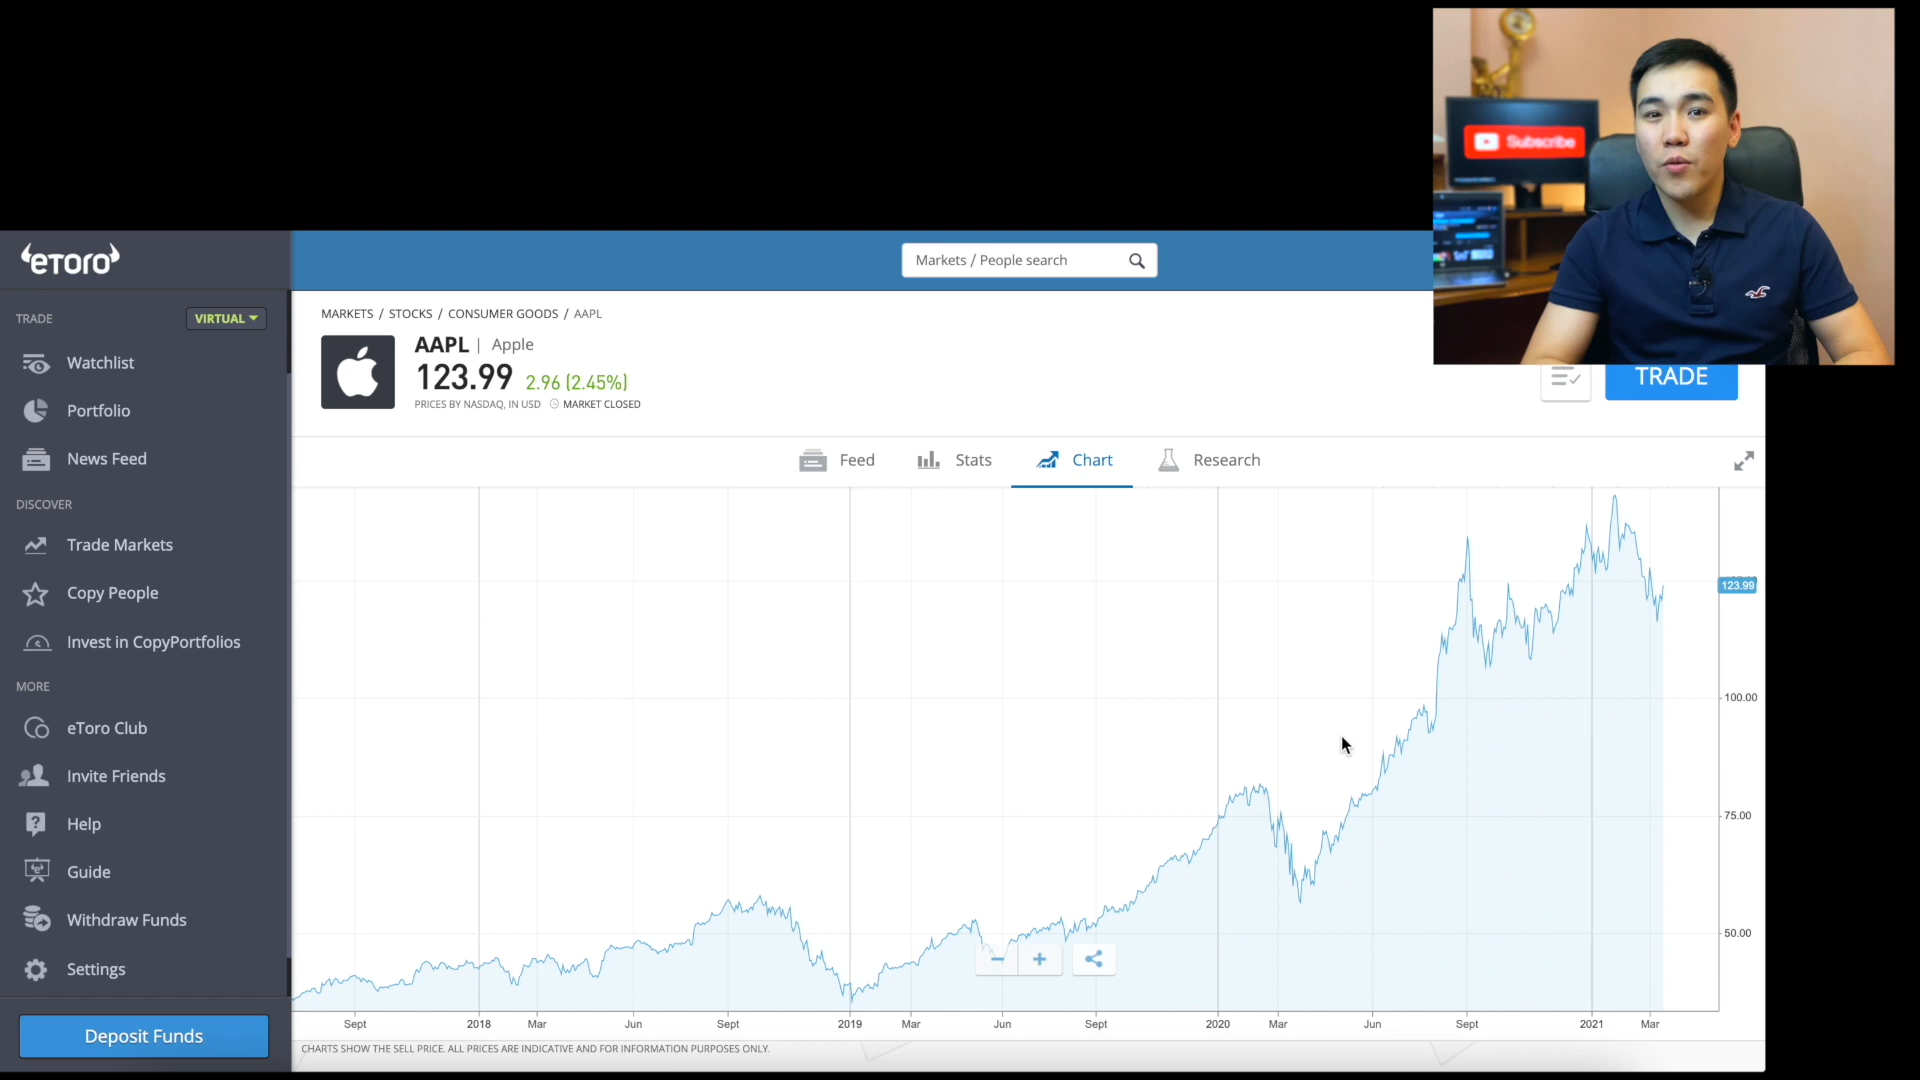 Subscribe
eToro
Markets / People search
TRADE
VIRTUAL
Watchlist
Portfolio
News Feed
DISCOVER
Trade Markets
Copy People
Invest in CopyPortfolios
MORE
eToro Club
Invite Friends
Help
Guide
Withdraw Funds
Settings
Deposit Funds
MARKETS / STOCKS / CONSUMER GOODS / AAPL
AAPL | Apple
123.99 2.96 (2.45%)
PRICES BY NASDAQ, IN USD MARKET CLOSED
TRADE
Feed Stats Chart Research
123.99
100.00
75.00
50.00
Sept 2018 Mar Jun Sept 2019 Mar Jun Sept 2020 Mar Jun Sept 2021 Mar
CHARTS SHOW THE SELL PRICE. ALL PRICES ARE INDICATIVE AND FOR INFORMATION PURPOSES ONLY.